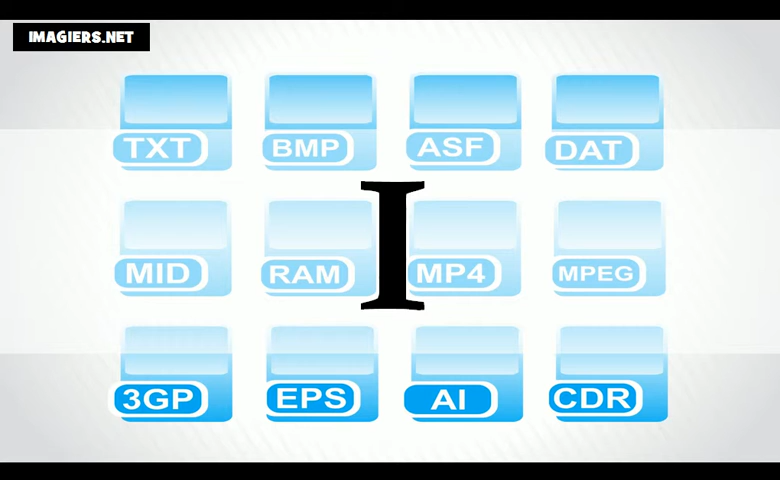 IMAGIERS.NET
TXT BMP ASF DAT
MID RAM MP4 MPEG
I
3GP EPS AI CDR